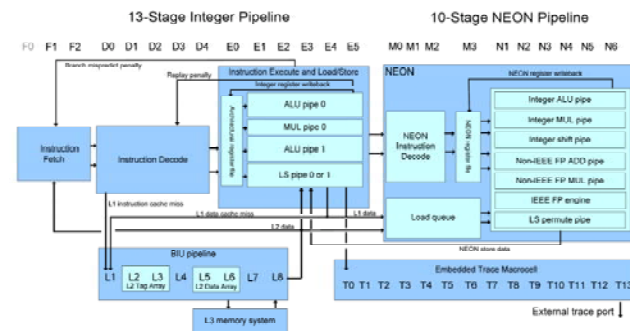 13-Stage Integer Pipeline
10-Stage NEON Pipeline
F0 F1 F2 D0 D1 D2 D3 D4 E0 E1 E2 E3 E4 E5 M0 M1 M2 M3 N1 N2 N3 N4 N5 N6
Branch mispredict penalty
Replay penalty
Instruction Execute and Load/Store
Integer register writeback
NEON
NEON register writeback
Instruction Fetch
Instruction Decode
Architectural register file
ALU pipe 0
MUL pipe 0
ALU pipe 1
LS pipe 0 or 1
NEON Instruction Decode
NEON register file
Integer ALU pipe
Integer MUL pipe
Integer shift pipe
Non-IEEE FP ADD pipe
Non-IEEE FP MUL pipe
IEEE FP engine
LS permute pipe
Load queue
L1 instruction cache miss
L1 data cache miss
L1 data
L2 data
NEON store data
BIU pipeline
L1 L2 L3 L4 L5 L6 L7 L8
L2 Tag Array
L2 Data Array
L3 memory system
Embedded Trace Macrocell
T0 T1 T2 T3 T4 T5 T6 T7 T8 T9 T10 T11 T12 T13
External trace port